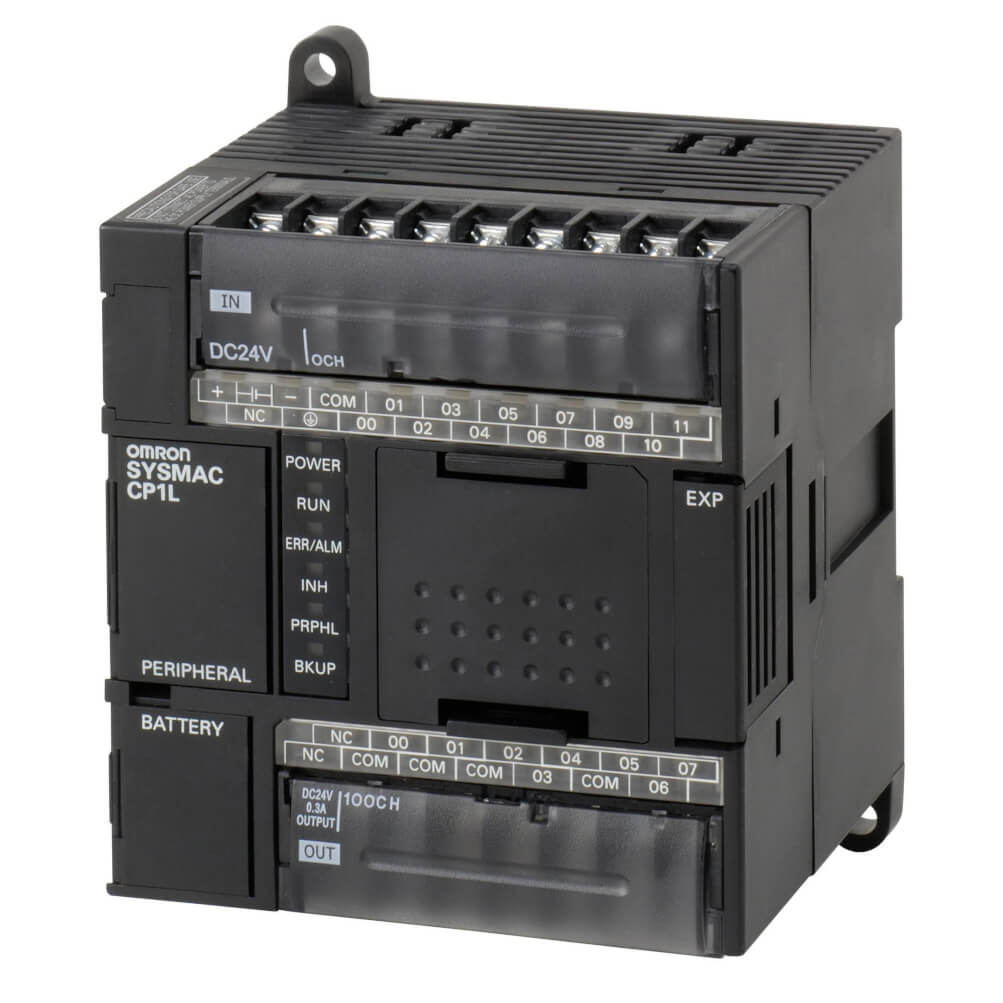 IN
DC24V 0CH
+ - COM 01 03 05 07 09 11
NC 00 02 04 06 08 10
omron
SYSMAC
CP1L
POWER
RUN
ERR/ALM
INH
PRPHL
BKUP
EXP
PERIPHERAL
BATTERY
NC 00 01 02 04 05 07
NC COM COM COM 03 COM 06
DC24V
0.3A
OUTPUT
100CH
OUT